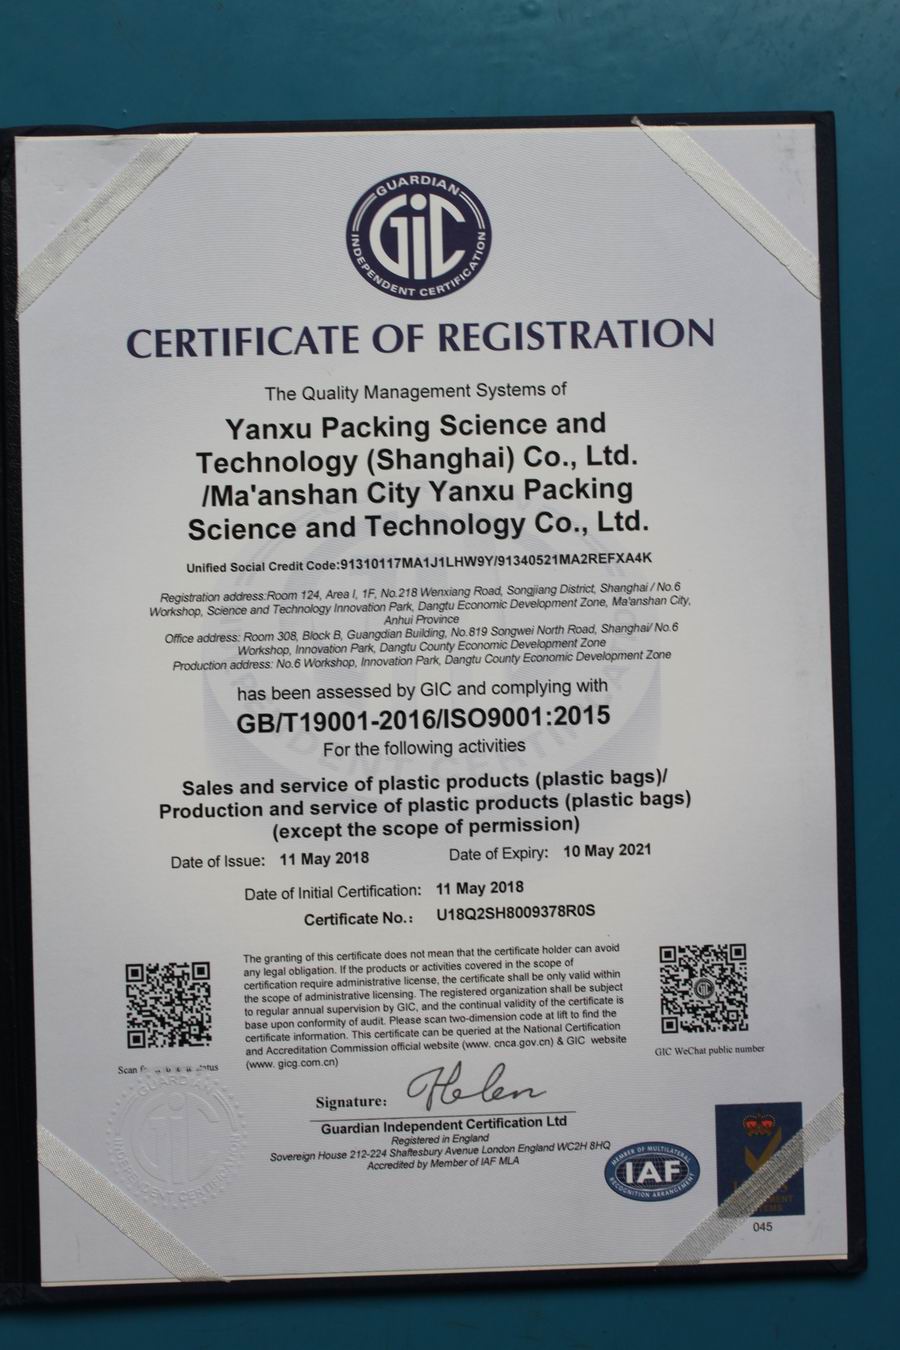 GUARDIAN
GiC
INDEPENDENT CERTIFICATION
CERTIFICATE OF REGISTRATION
The Quality Management Systems of
Yanxu Packing Science and
Technology (Shanghai) Co., Ltd.
/Ma'anshan City Yanxu Packing
Science and Technology Co., Ltd.
Unified Social Credit Code:91310117MA1J1LHW9Y/91340521MA2REFXA4K
Registration address:Room 124, Area I, 1F, No.218 Wenxiang Road, Songjiang District, Shanghai / No.6
Workshop, Science and Technology Innovation Park, Dangtu Economic Development Zone, Ma'anshan City,
Anhui Province
Office address: Room 308, Block B, Guangdian Building, No.819 Songwei North Road, Shanghai/ No.6
Workshop, Innovation Park, Dangtu County Economic Development Zone
Production address: No.6 Workshop, Innovation Park, Dangtu County Economic Development Zone
has been assessed by GIC and complying with
GB/T19001-2016/ISO9001:2015
For the following activities
Sales and service of plastic products (plastic bags)/
Production and service of plastic products (plastic bags)
(except the scope of permission)
Date of Issue: 11 May 2018 Date of Expiry: 10 May 2021
Date of Initial Certification: 11 May 2018
Certificate No.: U18Q2SH8009378R0S
The granting of this certificate does not mean that the certificate holder can avoid
any legal obligation. If the products or activities covered in the scope of
certification require administrative license, the certificate shall be only valid within
the scope of administrative licensing. The registered organization shall be subject
to regular annual supervision by GIC, and the continual validity of the certificate is
base upon conformity of audit. Please scan two-dimension code at lift to find the
certificate information. This certificate can be queried at the National Certification
and Accreditation Commission official website (www. cnca.gov.cn) & GIC website
(www. gicg.com.cn)
Scan
GIC WeChat public number
GUARDIAN
GiC
Signature: Helen
Guardian Independent Certification Ltd
Registered in England
Sovereign House 212-224 Shaftesbury Avenue London England WC2H 8HQ
Accredited by Member of IAF MLA
MEMBER OF MULTILATERAL
IAF
RECOGNITION ARRANGEMENT
045